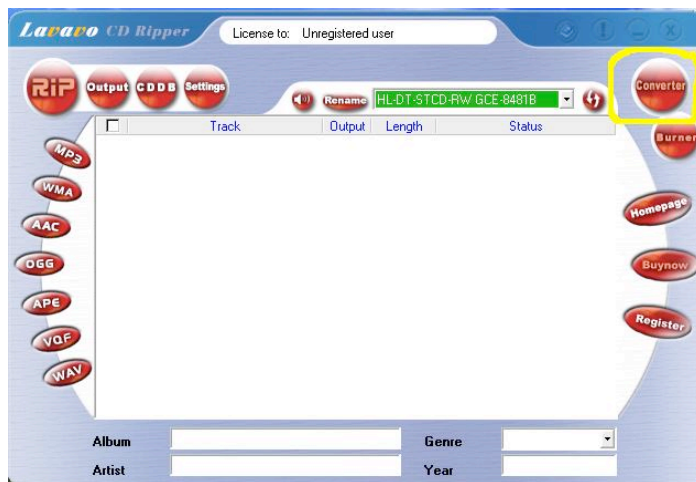 Lavavo CD Ripper
License to: Unregistered user
RiP Output CDDB Settings
Rename HL-DT-STCD-RW GCE-8481B
Converter
Burner
Track Output Length Status
MP3
WMA
AAC
OGG
APE
VQF
WAV
Homepage
Buynow
Register
Album Genre
Artist Year